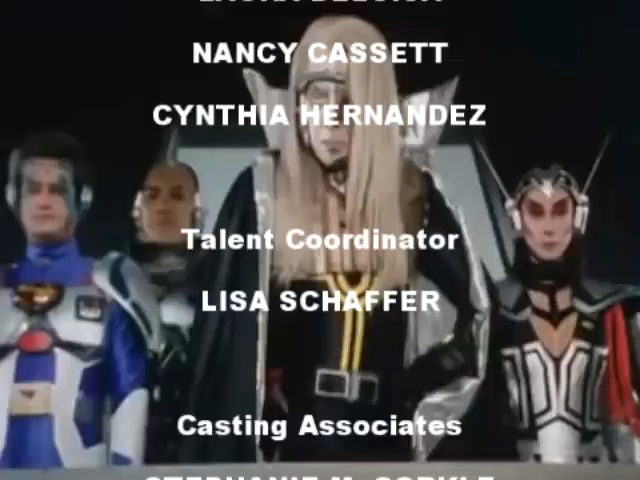 NANCY CASSETT
CYNTHIA HERNANDEZ
Talent Coordinator
LISA SCHAFFER
Casting Associates